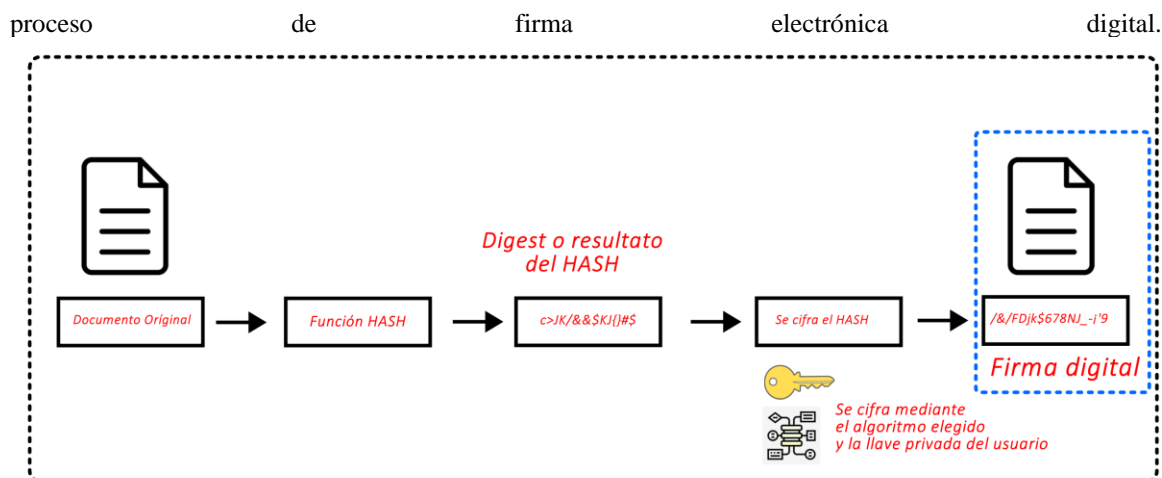 proceso de firma electrónica digital.
Digest o resultato
del HASH
Documento Oríginal
Función HASH
c>JK/&&$KJ{}#$
Se cifra el HASH
/&/FDjk$678NJ_-¡'9
Firma digital
Se cifra mediante
el algoritmo elegido
y la llave privada del usuario